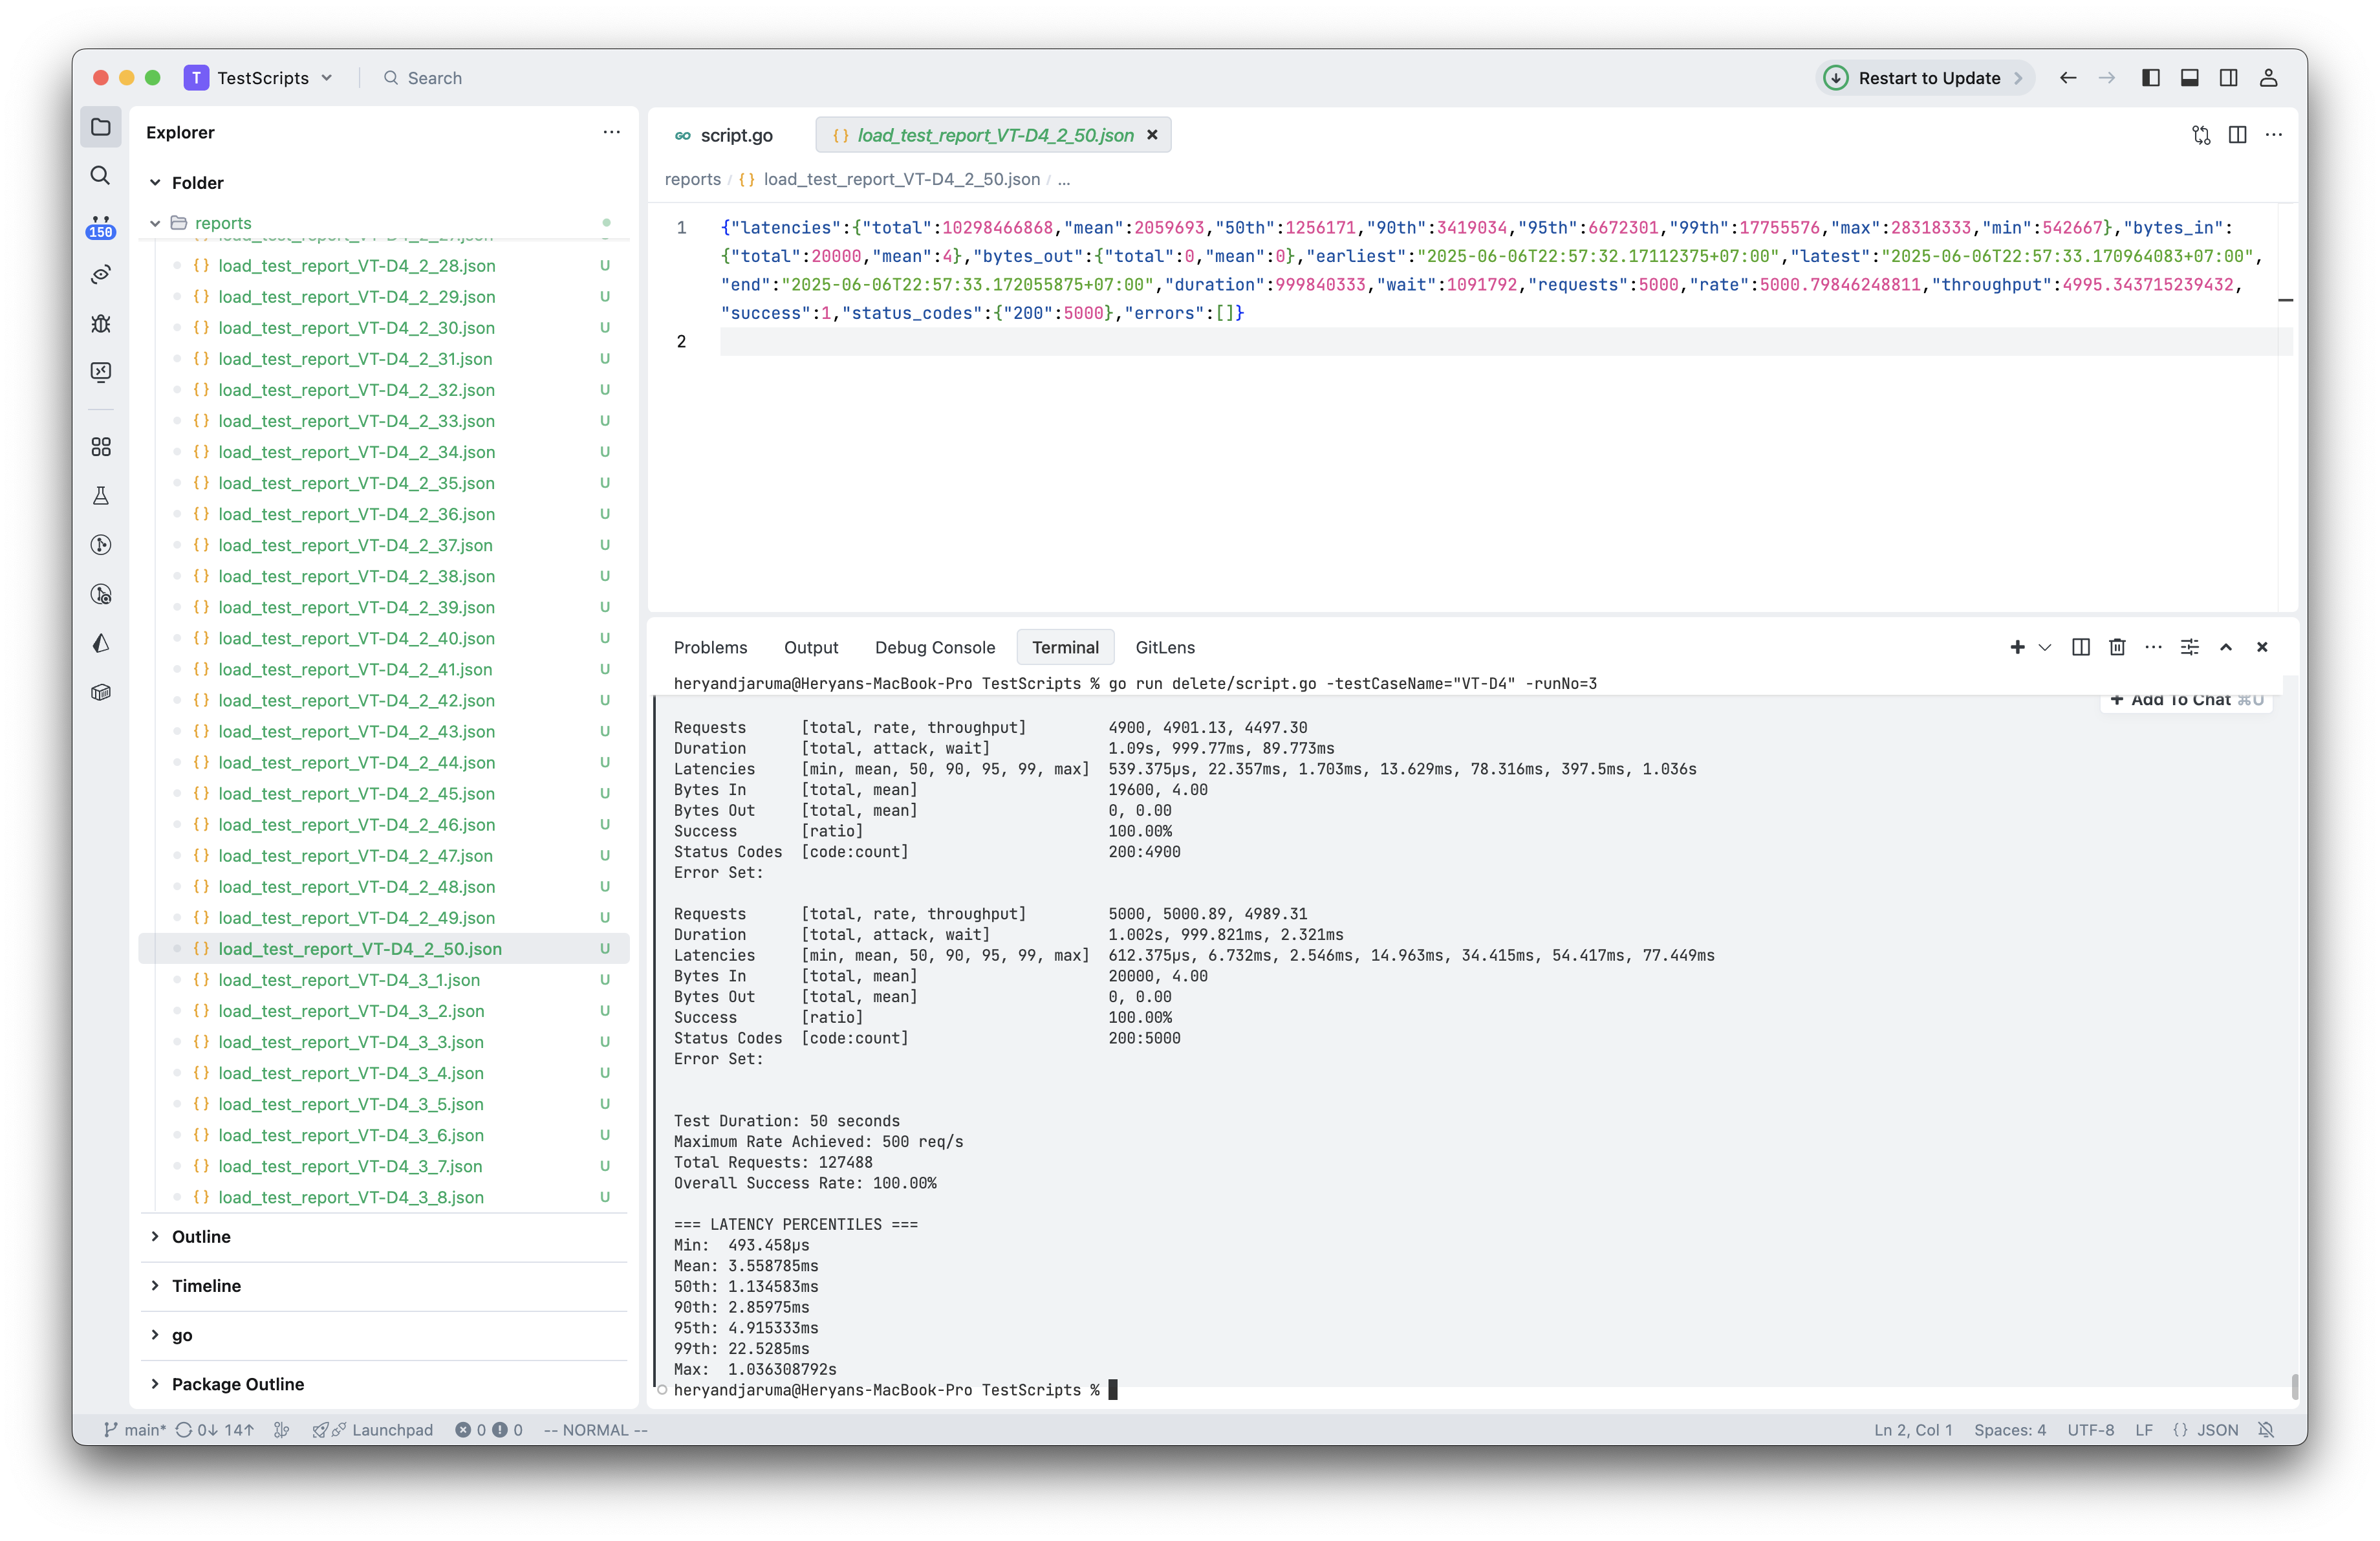 T TestScripts
Search
Restart to Update
Explorer
Folder
reports
150
load_test_report_VT-D4_2_28.json U
load_test_report_VT-D4_2_29.json U
load_test_report_VT-D4_2_30.json U
load_test_report_VT-D4_2_31.json U
load_test_report_VT-D4_2_32.json U
load_test_report_VT-D4_2_33.json U
load_test_report_VT-D4_2_34.json U
load_test_report_VT-D4_2_35.json U
load_test_report_VT-D4_2_36.json U
load_test_report_VT-D4_2_37.json U
load_test_report_VT-D4_2_38.json U
load_test_report_VT-D4_2_39.json U
load_test_report_VT-D4_2_40.json U
load_test_report_VT-D4_2_41.json U
load_test_report_VT-D4_2_42.json U
load_test_report_VT-D4_2_43.json U
load_test_report_VT-D4_2_44.json U
load_test_report_VT-D4_2_45.json U
load_test_report_VT-D4_2_46.json U
load_test_report_VT-D4_2_47.json U
load_test_report_VT-D4_2_48.json U
load_test_report_VT-D4_2_49.json U
load_test_report_VT-D4_2_50.json U
load_test_report_VT-D4_3_1.json U
load_test_report_VT-D4_3_2.json U
load_test_report_VT-D4_3_3.json U
load_test_report_VT-D4_3_4.json U
load_test_report_VT-D4_3_5.json U
load_test_report_VT-D4_3_6.json U
load_test_report_VT-D4_3_7.json U
load_test_report_VT-D4_3_8.json U
Outline
Timeline
go
Package Outline
GO script.go {} load_test_report_VT-D4_2_50.json
reports / {} load_test_report_VT-D4_2_50.json / ...
1 {"latencies":{"total":10298466868,"mean":2059693,"50th":1256171,"90th":3419034,"95th":6672301,"99th":17755576,"max":28318333,"min":542667},"bytes_in":
{"total":20000,"mean":4},"bytes_out":{"total":0,"mean":0},"earliest":"2025-06-06T22:57:32.17112375+07:00","latest":"2025-06-06T22:57:33.170964083+07:00",
"end":"2025-06-06T22:57:33.172055875+07:00","duration":999840333,"wait":1091792,"requests":5000,"rate":5000.79846248811,"throughput":4995.343715239432,
"success":1,"status_codes":{"200":5000},"errors":[]}
2
Problems Output Debug Console Terminal GitLens
heryandjaruma@Heryans-MacBook-Pro TestScripts % go run delete/script.go -testCaseName="VT-D4" -runNo=3
+ Add To Chat ⌘U
Requests [total, rate, throughput] 4900, 4901.13, 4497.30
Duration [total, attack, wait] 1.09s, 999.77ms, 89.773ms
Latencies [min, mean, 50, 90, 95, 99, max] 539.375µs, 22.357ms, 1.703ms, 13.629ms, 78.316ms, 397.5ms, 1.036s
Bytes In [total, mean] 19600, 4.00
Bytes Out [total, mean] 0, 0.00
Success [ratio] 100.00%
Status Codes [code:count] 200:4900
Error Set:
Requests [total, rate, throughput] 5000, 5000.89, 4989.31
Duration [total, attack, wait] 1.002s, 999.821ms, 2.321ms
Latencies [min, mean, 50, 90, 95, 99, max] 612.375µs, 6.732ms, 2.546ms, 14.963ms, 34.415ms, 54.417ms, 77.449ms
Bytes In [total, mean] 20000, 4.00
Bytes Out [total, mean] 0, 0.00
Success [ratio] 100.00%
Status Codes [code:count] 200:5000
Error Set:
Test Duration: 50 seconds
Maximum Rate Achieved: 500 req/s
Total Requests: 127488
Overall Success Rate: 100.00%
=== LATENCY PERCENTILES ===
Min: 493.458µs
Mean: 3.558785ms
50th: 1.134583ms
90th: 2.85975ms
95th: 4.915333ms
99th: 22.5285ms
Max: 1.036308792s
heryandjaruma@Heryans-MacBook-Pro TestScripts %
main* 0↓ 14↑ Launchpad 0 0 -- NORMAL --
Ln 2, Col 1 Spaces: 4 UTF-8 LF {} JSON